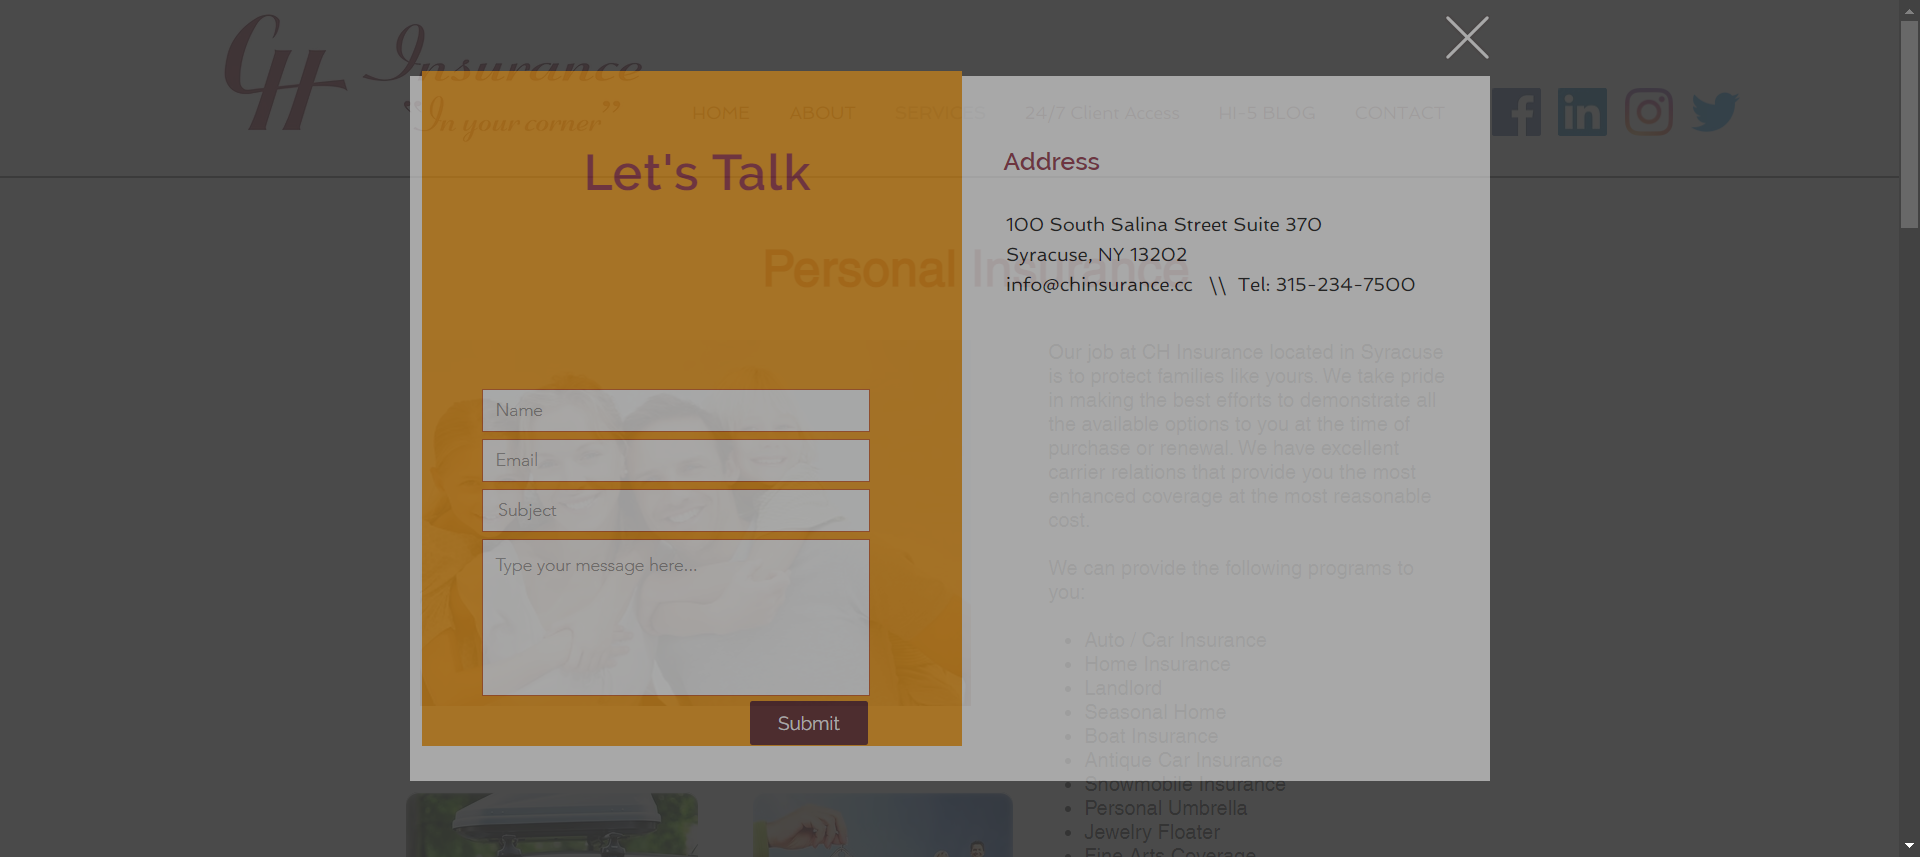 CH Insurance
"In your corner"
HOME ABOUT SERVICES 24/7 Client Access HI-5 BLOG CONTACT
Let's Talk
Address
100 South Salina Street Suite 370
Syracuse, NY 13202
info@chinsurance.cc \\ Tel: 315-234-7500
Personal Insurance
Name
Email
Subject
Type your message here...
Submit
Our job at CH Insurance located in Syracuse
is to protect families like yours. We take pride
in making the best efforts to demonstrate all
the available options to you at the time of
purchase or renewal. We have excellent
carrier relations that provide you the most
enhanced coverage at the most reasonable
cost.
We can provide the following programs to
you:
Auto / Car Insurance
Home Insurance
Landlord
Seasonal Home
Boat Insurance
Antique Car Insurance
Snowmobile Insurance
Personal Umbrella
Jewelry Floater
Fine Arts Coverage